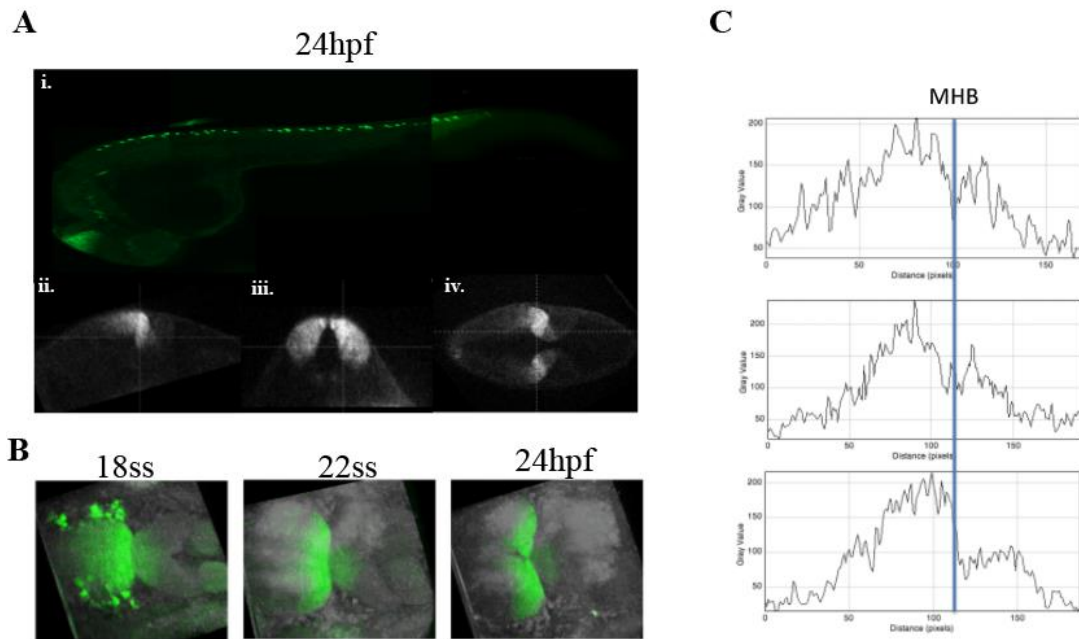 A
24hpf
i.
ii.
iii.
iv.
B
18ss
22ss
24hpf
C
MHB
200
150
100
50
Gray Value
0
50
100
150
Distance (pixels)
200
150
100
50
Gray Value
0
50
100
150
Distance (pixels)
200
150
100
50
Gray Value
0
50
100
150
Distance (pixels)